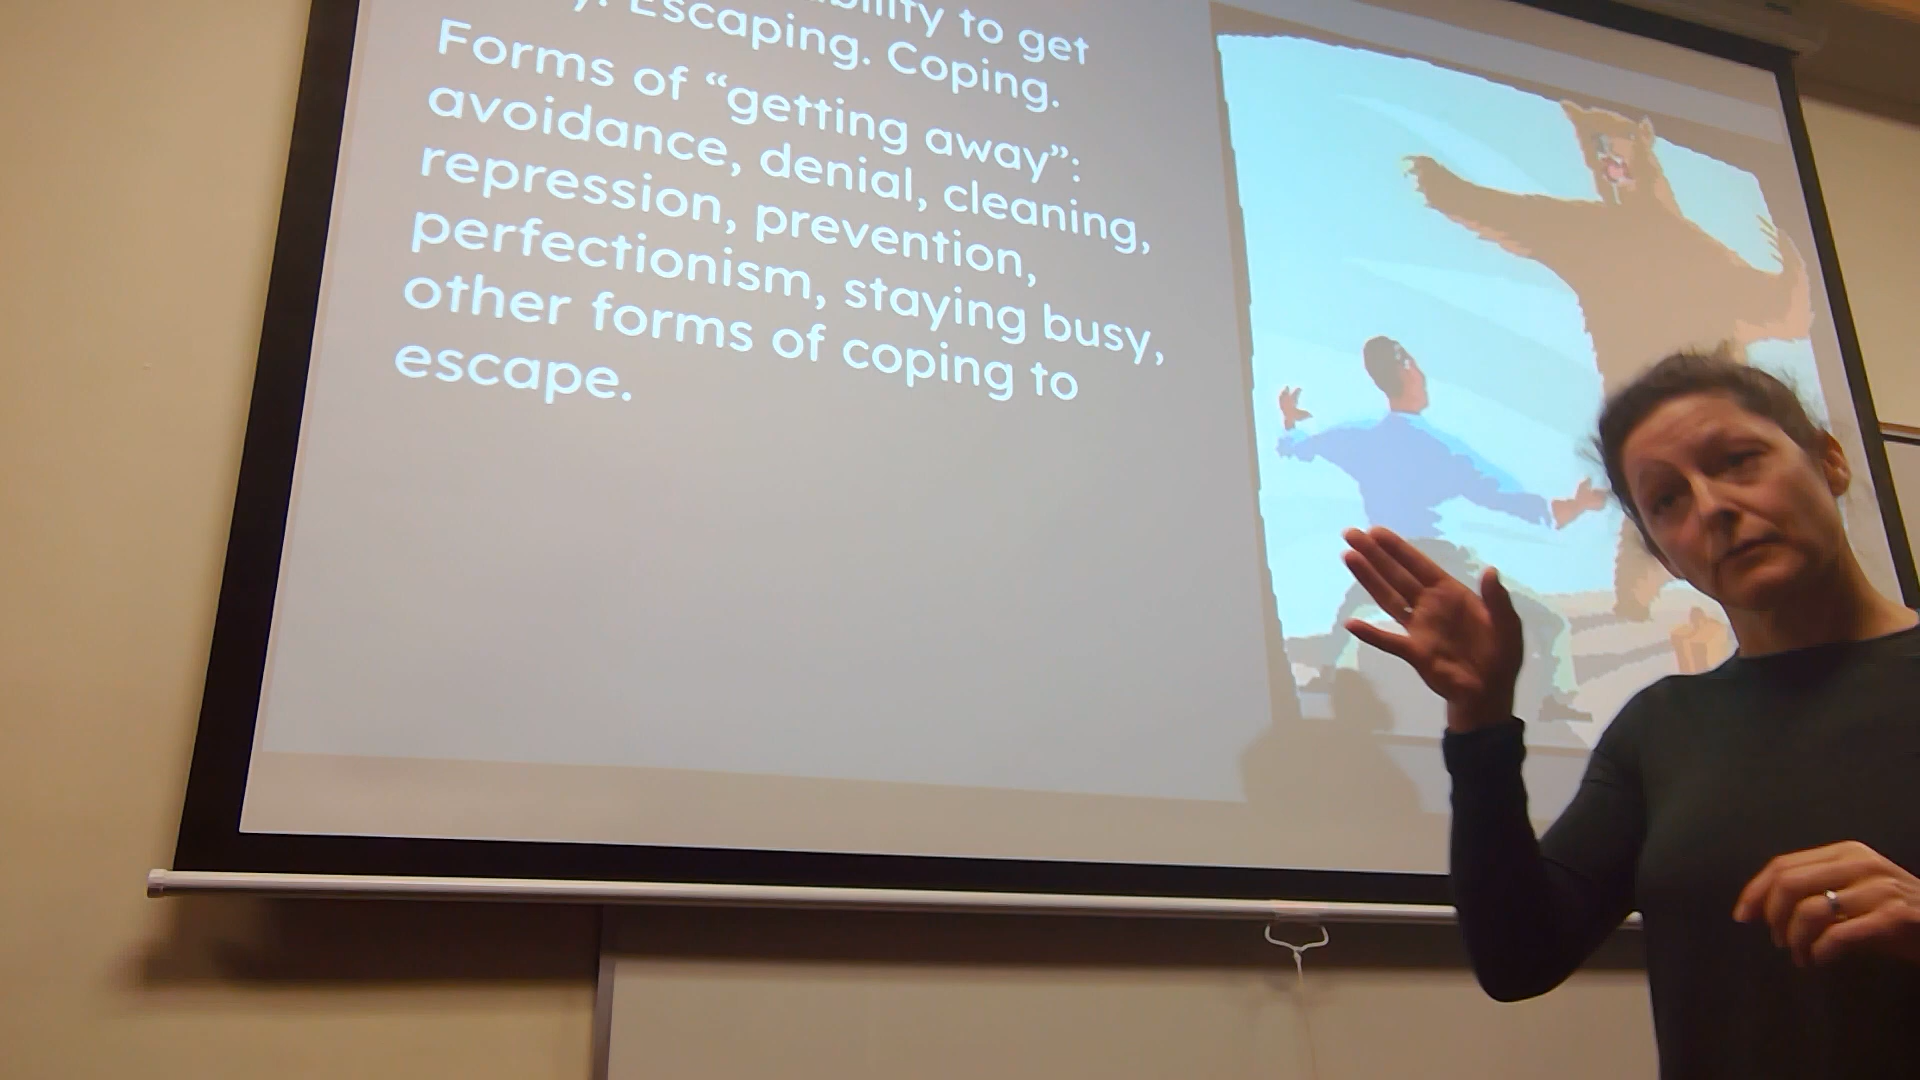 to get
Escaping. Coping.
Forms of “getting away”:
avoidance, denial, cleaning,
repression, prevention,
perfectionism, staying busy,
other forms of coping to
escape.